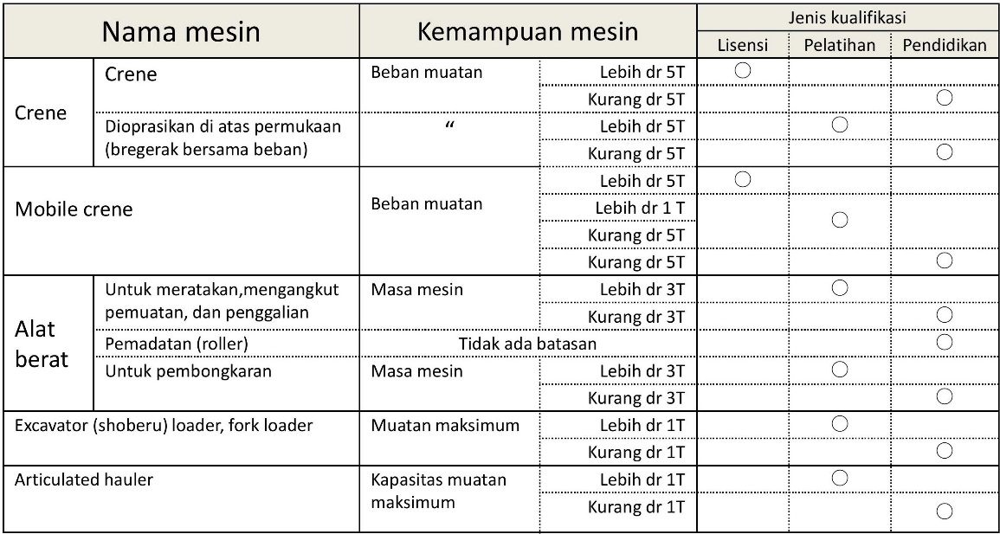 Nama mesin Kemampuan mesin Jenis kualifikasi
Lisensi Pelatihan Pendidikan
Crene Crene Beban muatan Lebih dr 5T ○
Kurang dr 5T ○
Dioprasikan di atas permukaan (bregerak bersama beban) “ Lebih dr 5T ○
Kurang dr 5T ○
Mobile crene Beban muatan Lebih dr 5T ○
Lebih dr 1 T ○
Kurang dr 5T
Kurang dr 5T ○
Alat berat Untuk meratakan,mengangkut pemuatan, dan penggalian Masa mesin Lebih dr 3T ○
Kurang dr 3T ○
Pemadatan (roller) Tidak ada batasan ○
Untuk pembongkaran Masa mesin Lebih dr 3T ○
Kurang dr 3T ○
Excavator (shoberu) loader, fork loader Muatan maksimum Lebih dr 1T ○
Kurang dr 1T ○
Articulated hauler Kapasitas muatan maksimum Lebih dr 1T ○
Kurang dr 1T ○